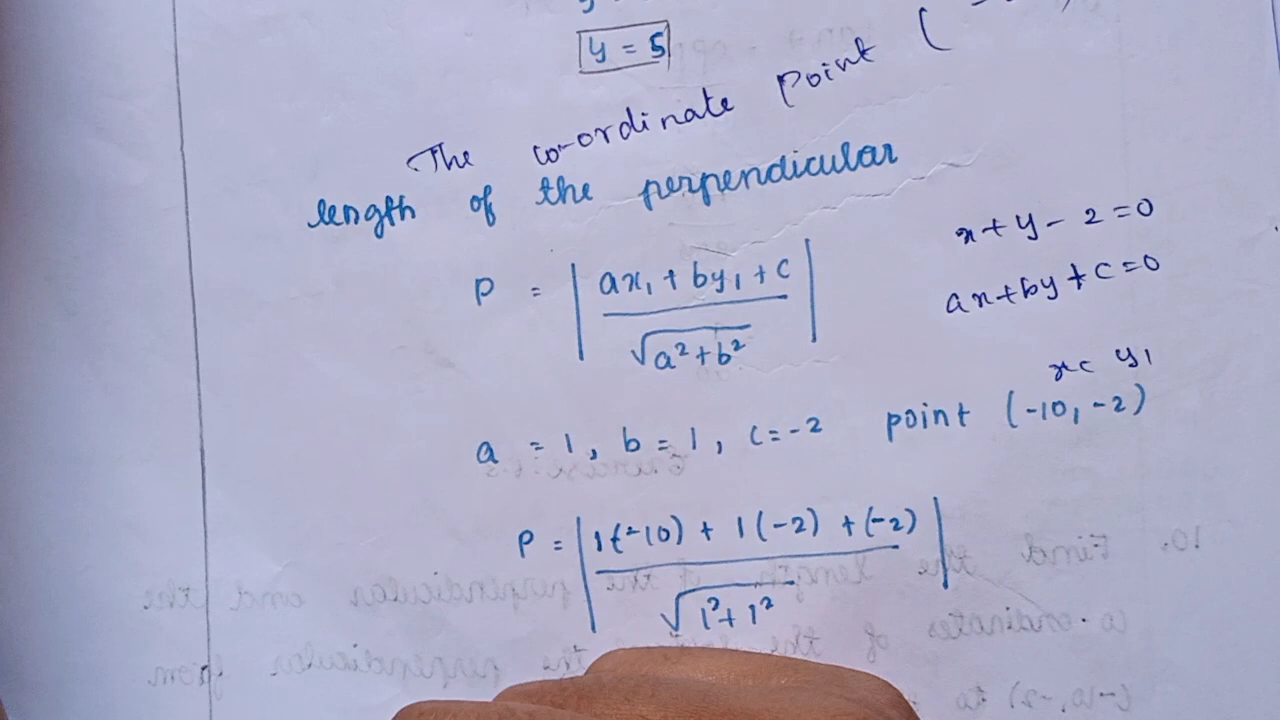 y = 5
The co-ordinate point (
length of the perpendicular
x + y - 2 = 0
P = | ax₁ + by₁ + c / √a² + b² |
ax + by + c = 0
y₁
a = 1, b = 1, c = -2 point (-10, -2)
P = | 1(-10) + 1(-2) + (-2) / √1² + 1² |